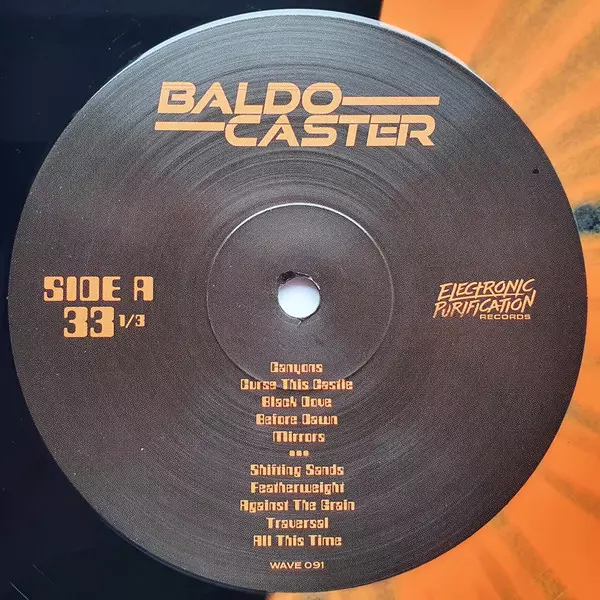 BALDO
CASTER
SIDE A
33 1/3
ELECTRONIC
PURIFICATION
RECORDS
Canyons
Curse This Castle
Black Dove
Before Dawn
Mirrors
***
Shifting Sands
Featherweight
Against The Grain
Traversal
All This Time
WAVE 091